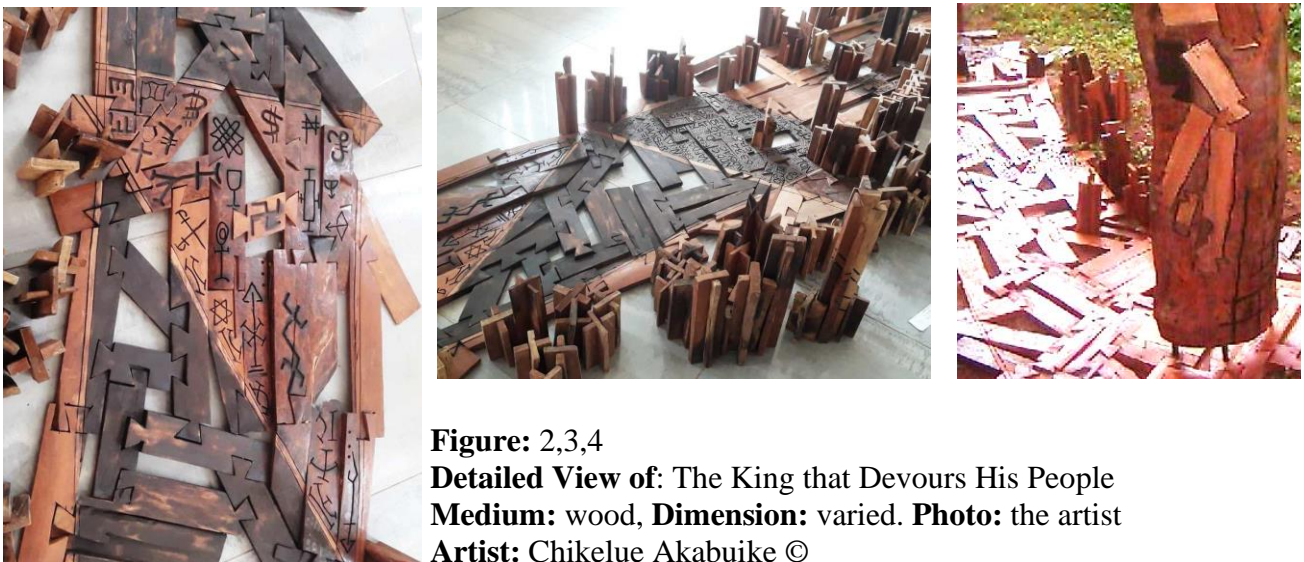 Figure: 2,3,4
Detailed View of: The King that Devours His People
Medium: wood, Dimension: varied. Photo: the artist
Artist: Chikelue Akabuike ©